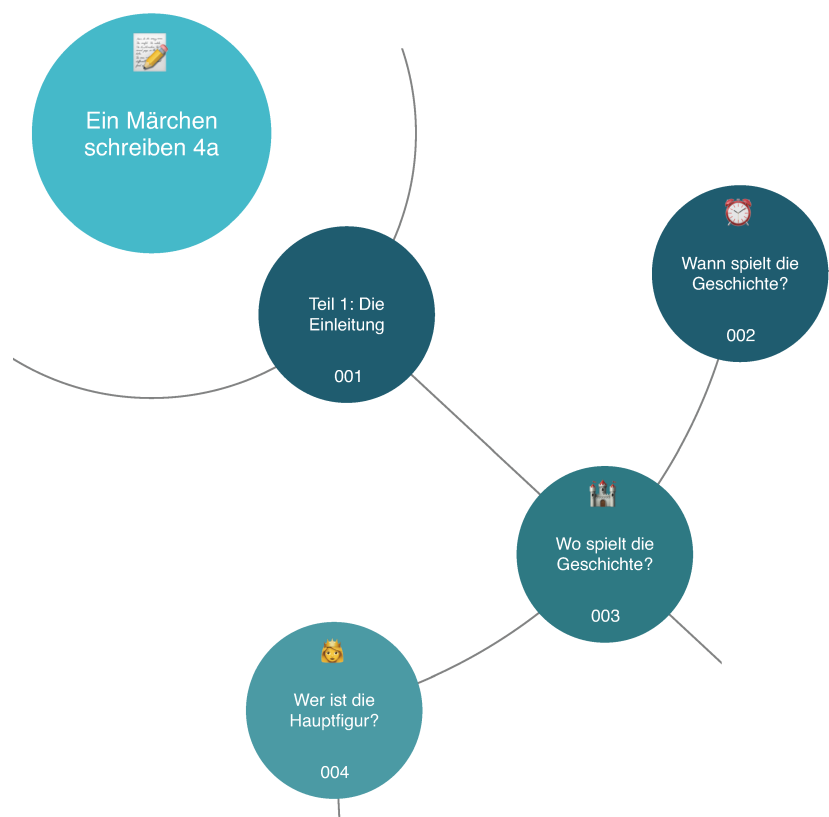 Ein Märchen
schreiben 4a
Teil 1: Die
Einleitung
001
Wann spielt die
Geschichte?
002
Wo spielt die
Geschichte?
003
Wer ist die
Hauptfigur?
004